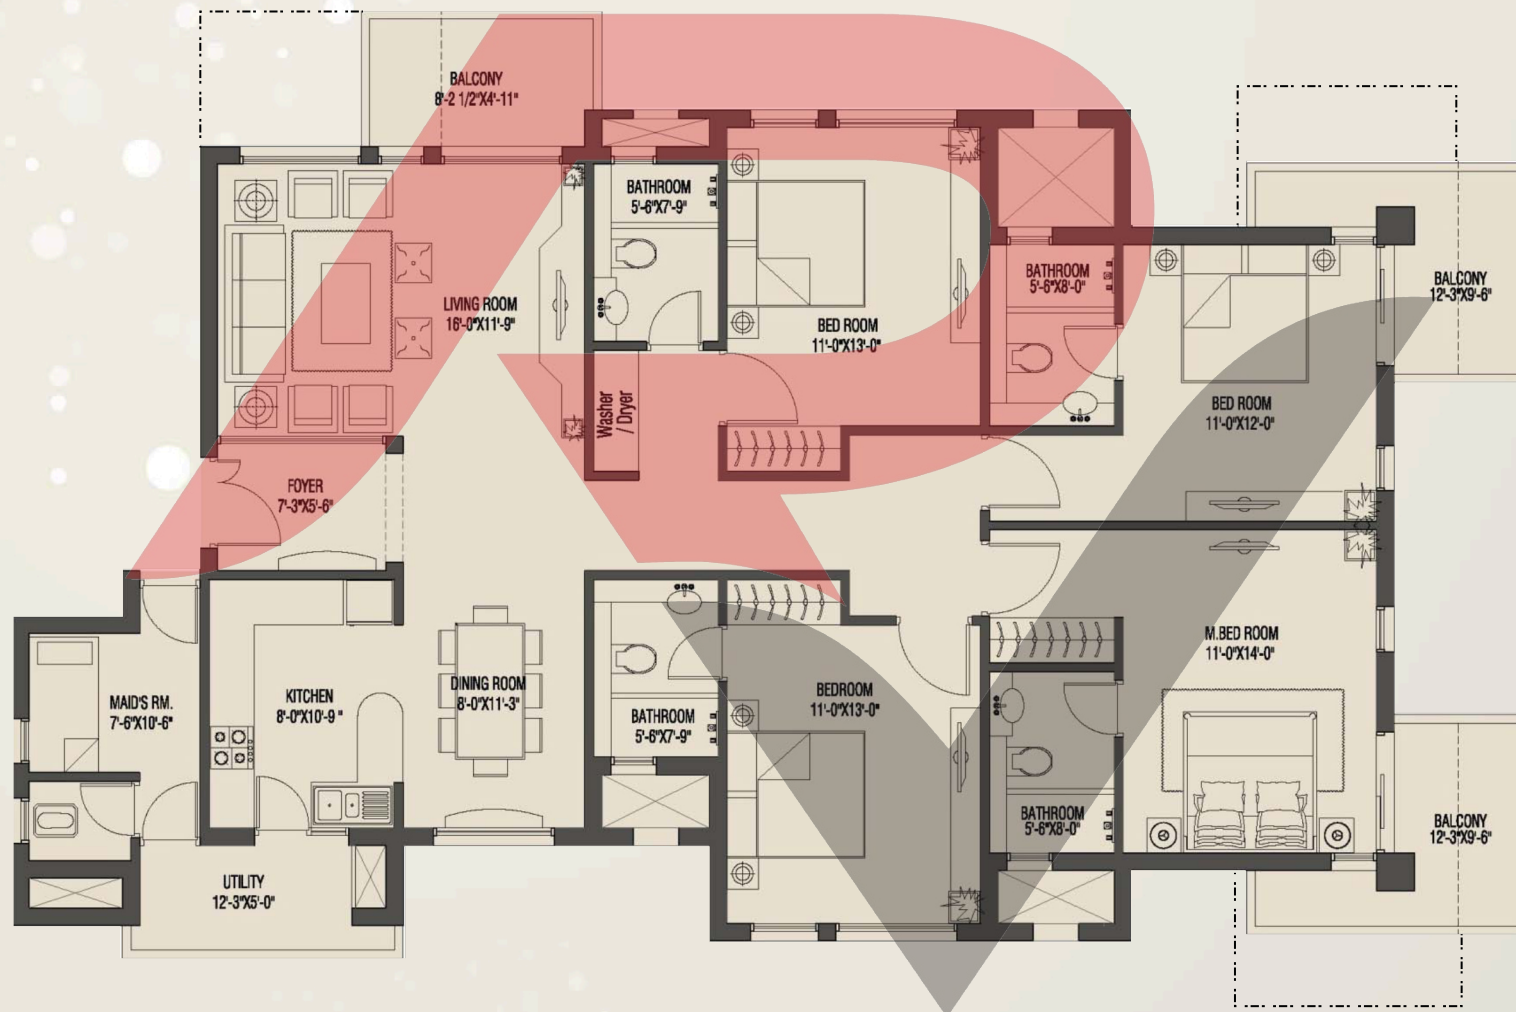 BALCONY
8'-2 1/2"X4'-11"
BATHROOM
5'-6"X7'-9"
LIVING ROOM
16'-0"X11'-9"
BED ROOM
11'-0"X13'-0"
BATHROOM
5'-6"X8'-0"
BALCONY
12'-3"X9'-6"
BED ROOM
11'-0"X12'-0"
Washer
/ Dryer
FOYER
7'-3"X5'-6"
M.BED ROOM
11'-0"X14'-0"
MAID'S RM.
7'-6"X10'-6"
KITCHEN
8'-0"X10'-9 "
DINING ROOM
8'-0"X11'-3"
BATHROOM
5'-6"X7'-9"
BEDROOM
11'-0"X13'-0"
BATHROOM
5'-6"X8'-0"
BALCONY
12'-3"X9'-6"
UTILITY
12'-3"X5'-0"